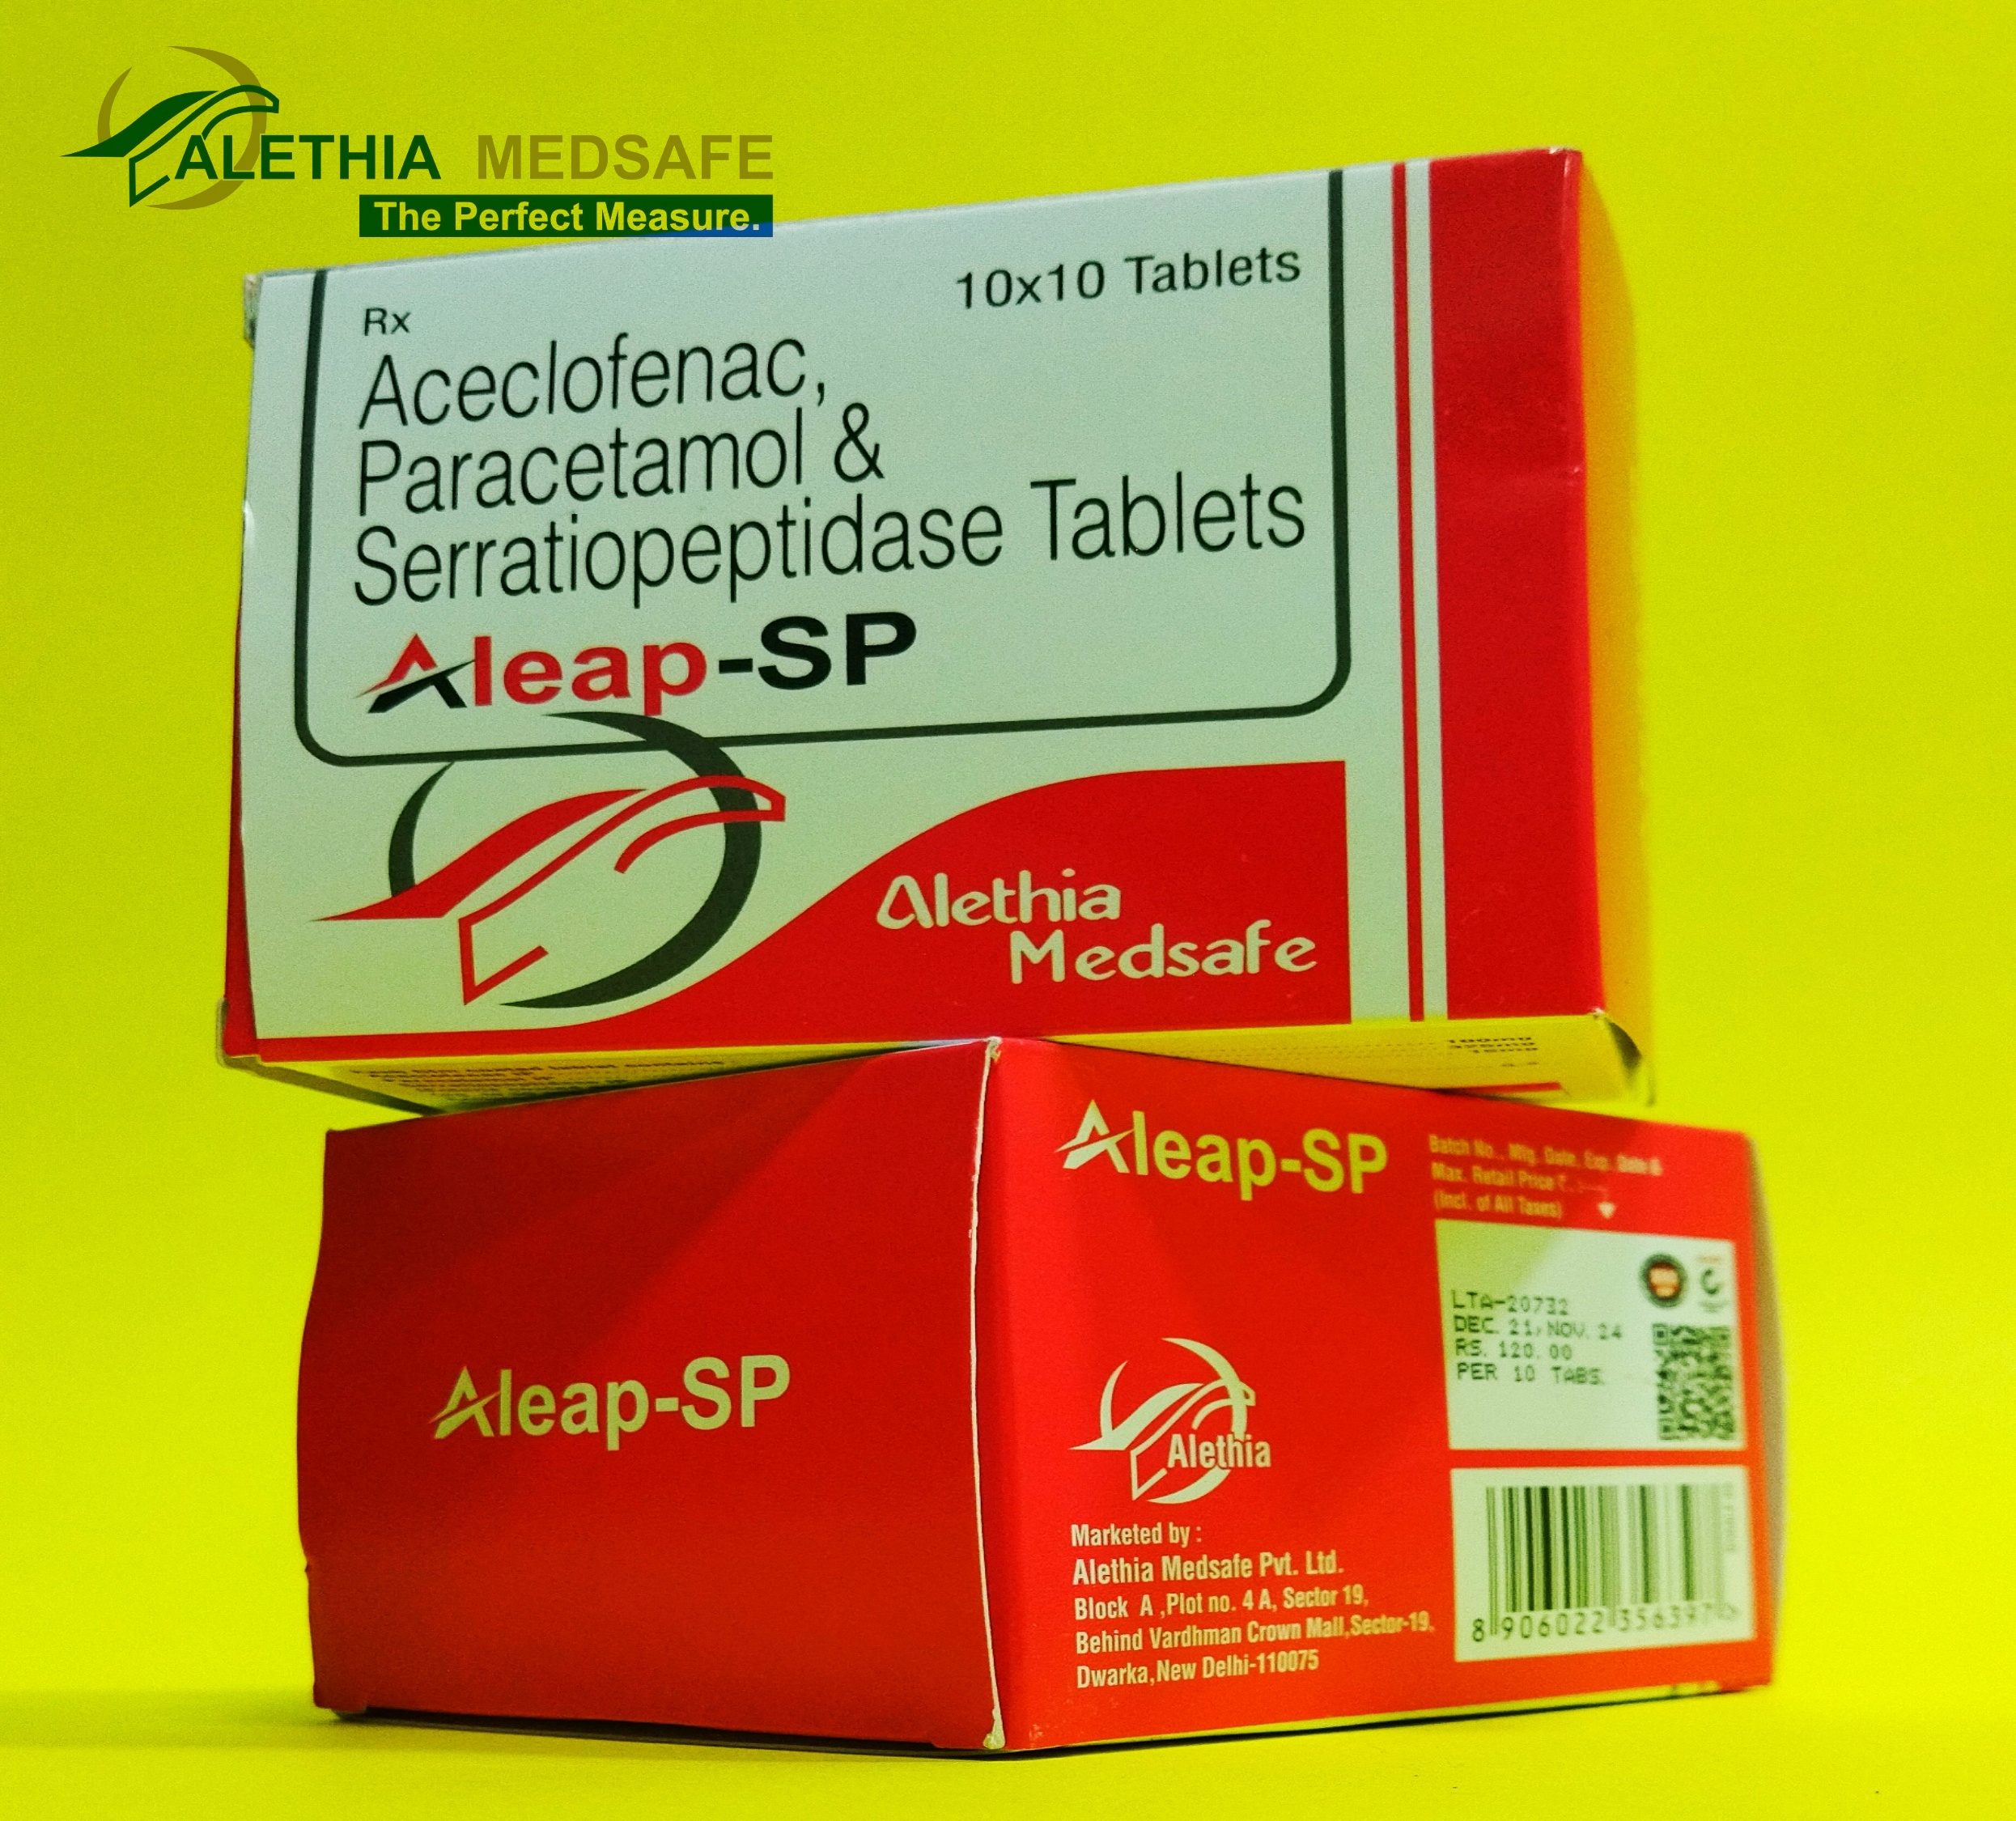 ALETHIA MEDSAFE
The Perfect Measure.
Rx
10x10 Tablets
Aceclofenac,
Paracetamol &
Serratiopeptidase Tablets
Aleap-SP
Alethia
Medsafe
100mg
325mg
15mg
Aleap-SP
Aleap-SP
Batch No., Mfg. Date, Exp. Date &
Max. Retail Price ₹
(Incl. of All Taxes)
LTA-20732
DEC. 21, NOV. 24
RS. 120.00
PER 10 TABS.
Alethia
Marketed by :
Alethia Medsafe Pvt. Ltd.
Block A ,Plot no. 4 A, Sector 19,
Behind Vardhman Crown Mall,Sector-19,
Dwarka,New Delhi-110075
8 906022 356397